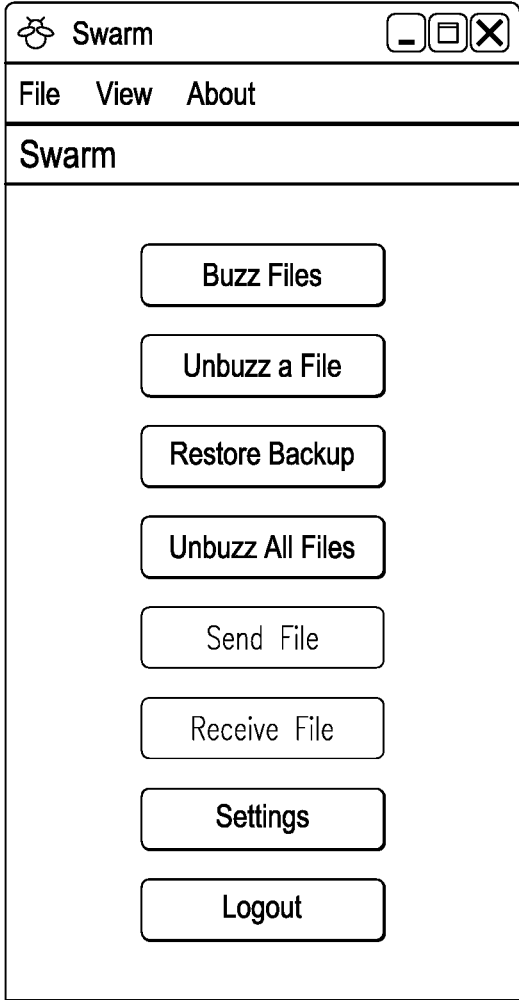 Swarm
File View About
Swarm
Buzz Files
Unbuzz a File
Restore Backup
Unbuzz All Files
Send File
Receive File
Settings
Logout